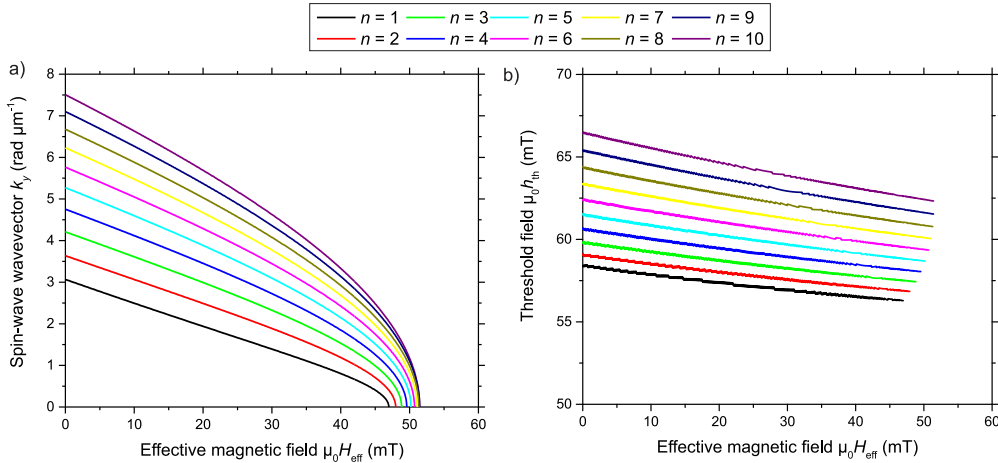 n = 1 n = 3 n = 5 n = 7 n = 9
n = 2 n = 4 n = 6 n = 8 n = 10
a)
8
7
6
5
4
3
2
1
0
Spin-wave wavevector ky (rad μm⁻¹)
0 10 20 30 40 50 60
Effective magnetic field μ₀Heff (mT)
b)
70
65
60
55
50
Threshold field μ₀hth (mT)
0 10 20 30 40 50 60
Effective magnetic field μ₀Heff (mT)